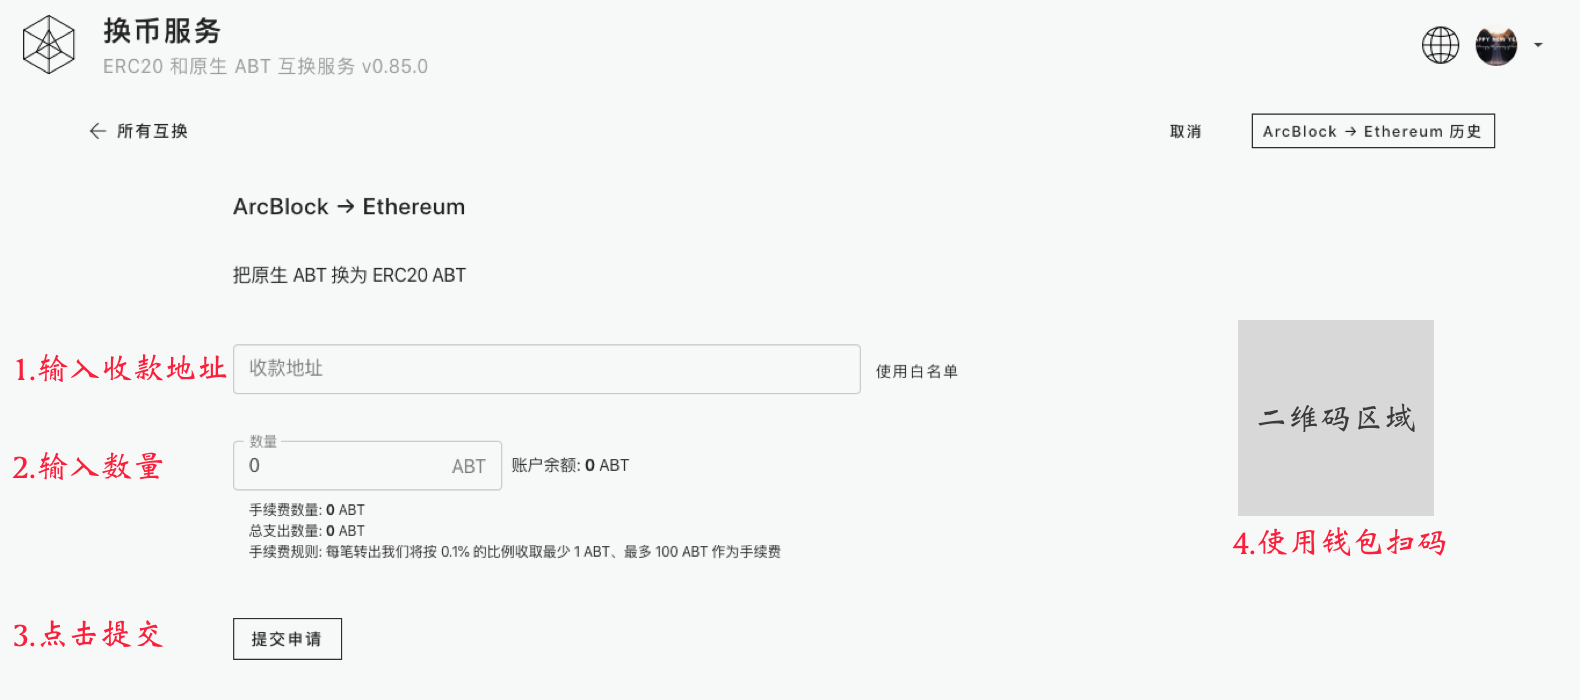 换币服务
ERC20 和原生 ABT 互换服务 v0.85.0
← 所有互换
取消
ArcBlock → Ethereum 历史
ArcBlock → Ethereum
把原生 ABT 换为 ERC20 ABT
1.输入收款地址
收款地址
使用白名单
2.输入数量
数量
0 ABT
账户余额: 0 ABT
手续费数量: 0 ABT
总支出数量: 0 ABT
手续费规则: 每笔转出我们将按 0.1% 的比例收取最少 1 ABT、最多 100 ABT 作为手续费
3.点击提交
提交申请
二维码区域
4.使用钱包扫码